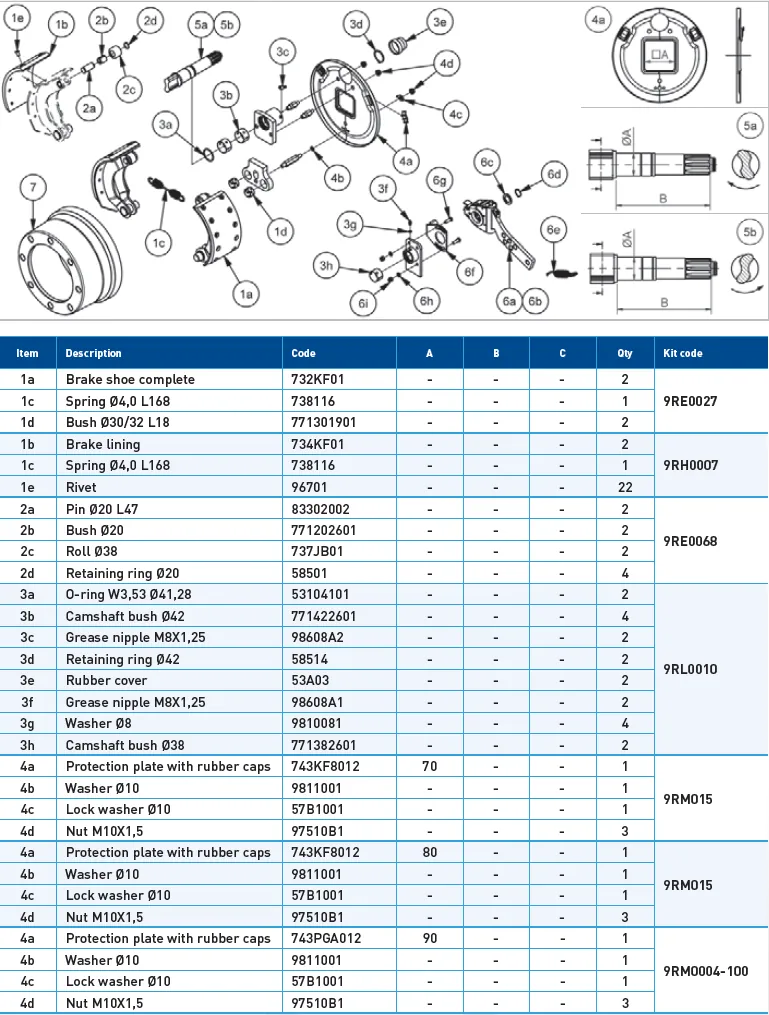 1e
1b
2b
2d
5a
5b
3d
3e
4a
2a
2c
3c
4d
□A
3a
3b
4c
7
4b
4a
5a
ØA
B
1c
1d
3f
6g
6c
6d
3g
6e
5b
ØA
B
1a
3h
6i
6h
6f
6a
6b
Item Description Code A B C Qty Kit code
1a Brake shoe complete 732KF01 - - - 2
1c Spring Ø4,0 L168 738116 - - - 1 9RE0027
1d Bush Ø30/32 L18 771301901 - - - 2
1b Brake lining 734KF01 - - - 2
1c Spring Ø4,0 L168 738116 - - - 1 9RH0007
1e Rivet 96701 - - - 22
2a Pin Ø20 L47 83302002 - - - 2
2b Bush Ø20 771202601 - - - 2
9RE0068
2c Roll Ø38 737JB01 - - - 2
2d Retaining ring Ø20 58501 - - - 4
3a O-ring W3,53 Ø41,28 53104101 - - - 2
3b Camshaft bush Ø42 771422601 - - - 4
3c Grease nipple M8X1,25 98608A2 - - - 2
3d Retaining ring Ø42 58514 - - - 2
9RL0010
3e Rubber cover 53A03 - - - 2
3f Grease nipple M8X1,25 98608A1 - - - 2
3g Washer Ø8 9810081 - - - 4
3h Camshaft bush Ø38 771382601 - - - 2
4a Protection plate with rubber caps 743KF8012 70 - - 1
4b Washer Ø10 9811001 - - - 1
9RM015
4c Lock washer Ø10 57B1001 - - - 1
4d Nut M10X1,5 97510B1 - - - 3
4a Protection plate with rubber caps 743KF8012 80 - - 1
4b Washer Ø10 9811001 - - - 1
9RM015
4c Lock washer Ø10 57B1001 - - - 1
4d Nut M10X1,5 97510B1 - - - 3
4a Protection plate with rubber caps 743PGA012 90 - - 1
4b Washer Ø10 9811001 - - - 1
9RM0004-100
4c Lock washer Ø10 57B1001 - - - 1
4d Nut M10X1,5 97510B1 - - - 3